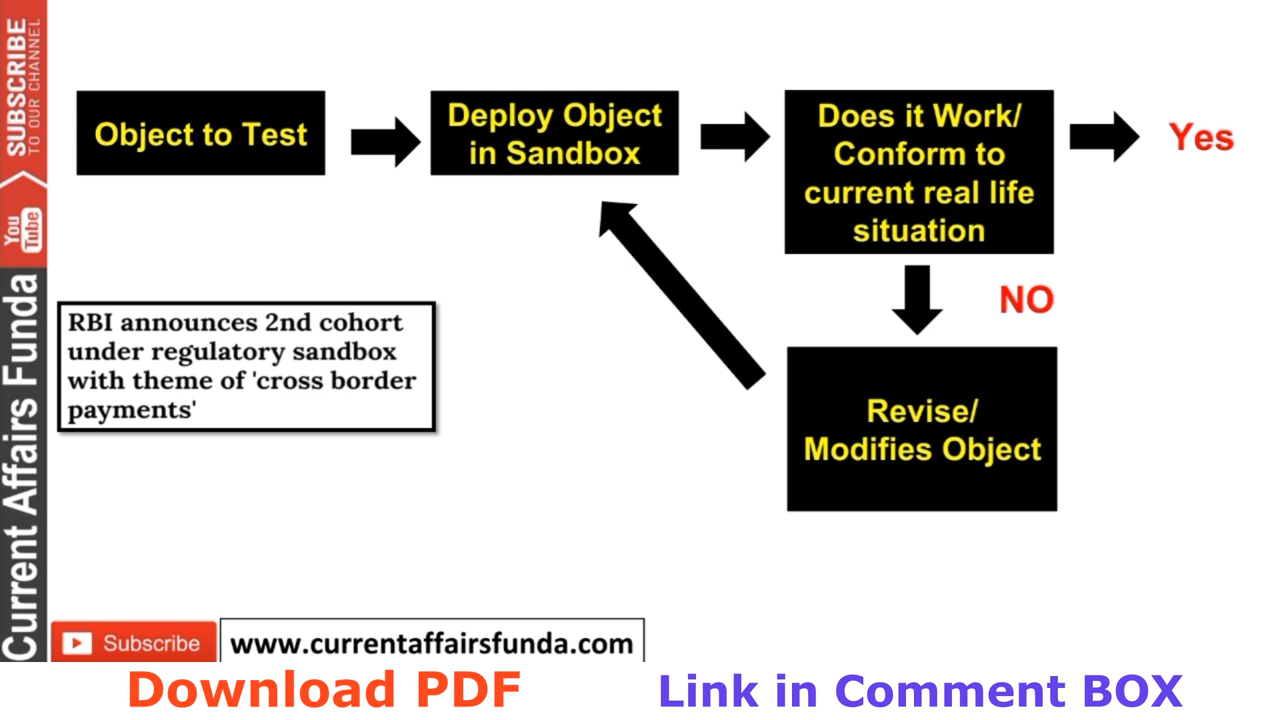 SUBSCRIBE
TO OUR CHANNEL
You
Tube
Current Affairs Funda
Object to Test
Deploy Object
in Sandbox
Does it Work/
Conform to
current real life
situation
Yes
NO
Revise/
Modifies Object
RBI announces 2nd cohort
under regulatory sandbox
with theme of 'cross border
payments'
Subscribe
www.currentaffairsfunda.com
Download PDF
Link in Comment BOX